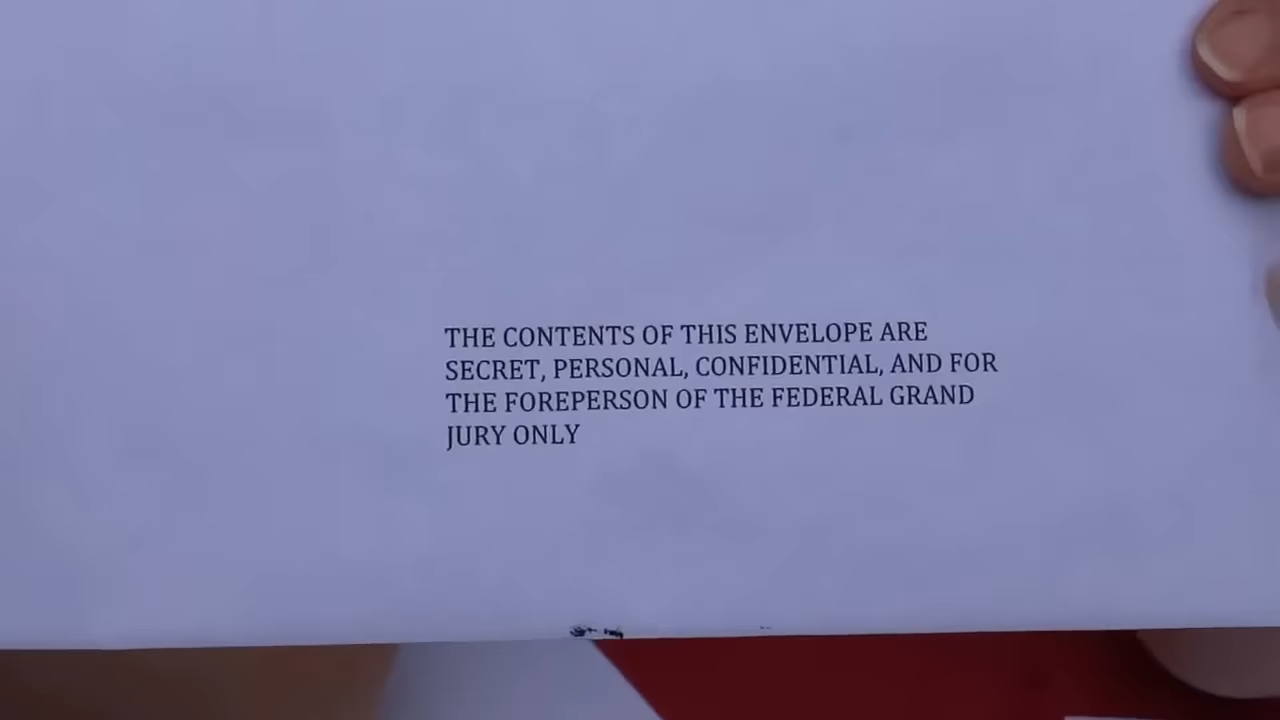 THE CONTENTS OF THIS ENVELOPE ARE
SECRET, PERSONAL, CONFIDENTIAL, AND FOR
THE FOREPERSON OF THE FEDERAL GRAND
JURY ONLY